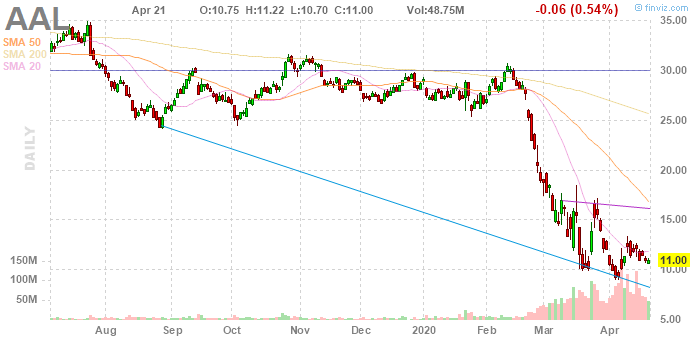 AAL
Apr 21 O:10.75 H:11.22 L:10.70 C:11.00 Vol:48.75M -0.06 (0.54%)
© finviz.com
SMA 50
SMA 200
SMA 20
DAILY
35.00
30.00
25.00
20.00
15.00
11.00
10.00
5.00
150M
100M
50M
Aug Sep Oct Nov Dec 2020 Feb Mar Apr